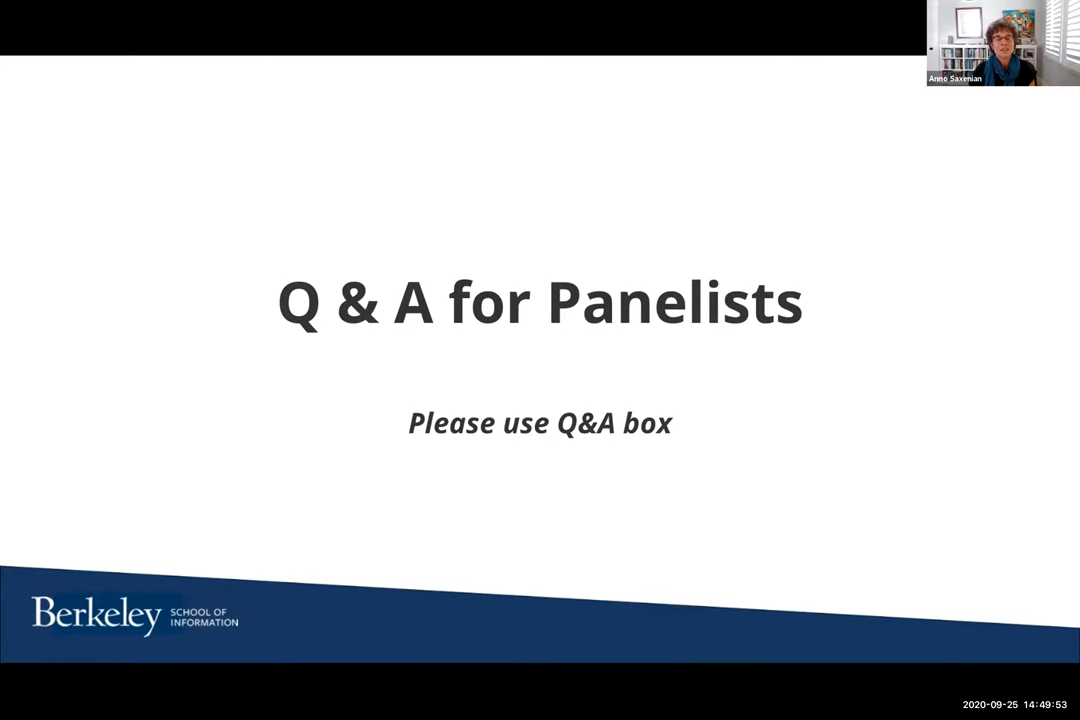 Anno Saxenian
Q & A for Panelists
Please use Q&A box
Berkeley
SCHOOL OF
INFORMATION
2020-09-25 14:49:53